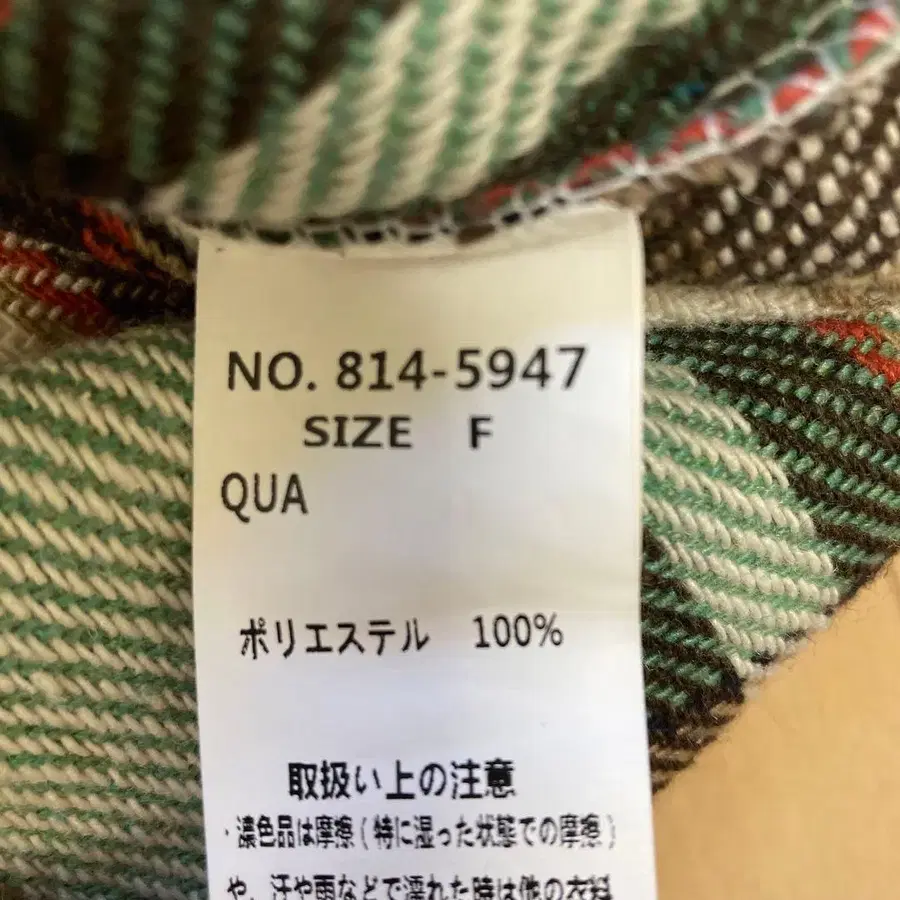 NO. 814-5947
SIZE F
QUA
ポリエステル 100%
取扱い上の注意
・濃色品は摩擦(特に湿った状態での摩擦)
や、汗や雨などで濡れた時は他の衣料